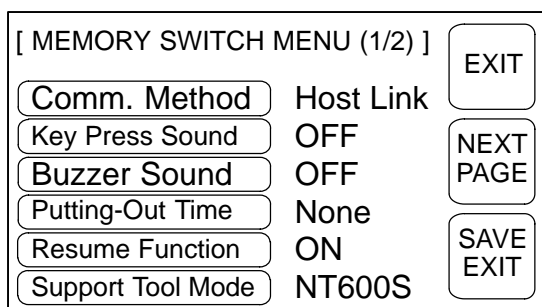 [ MEMORY SWITCH MENU (1/2) ]
EXIT
Comm. Method Host Link
Key Press Sound OFF
Buzzer Sound OFF
Putting-Out Time None
Resume Function ON
Support Tool Mode NT600S
NEXT
PAGE
SAVE
EXIT